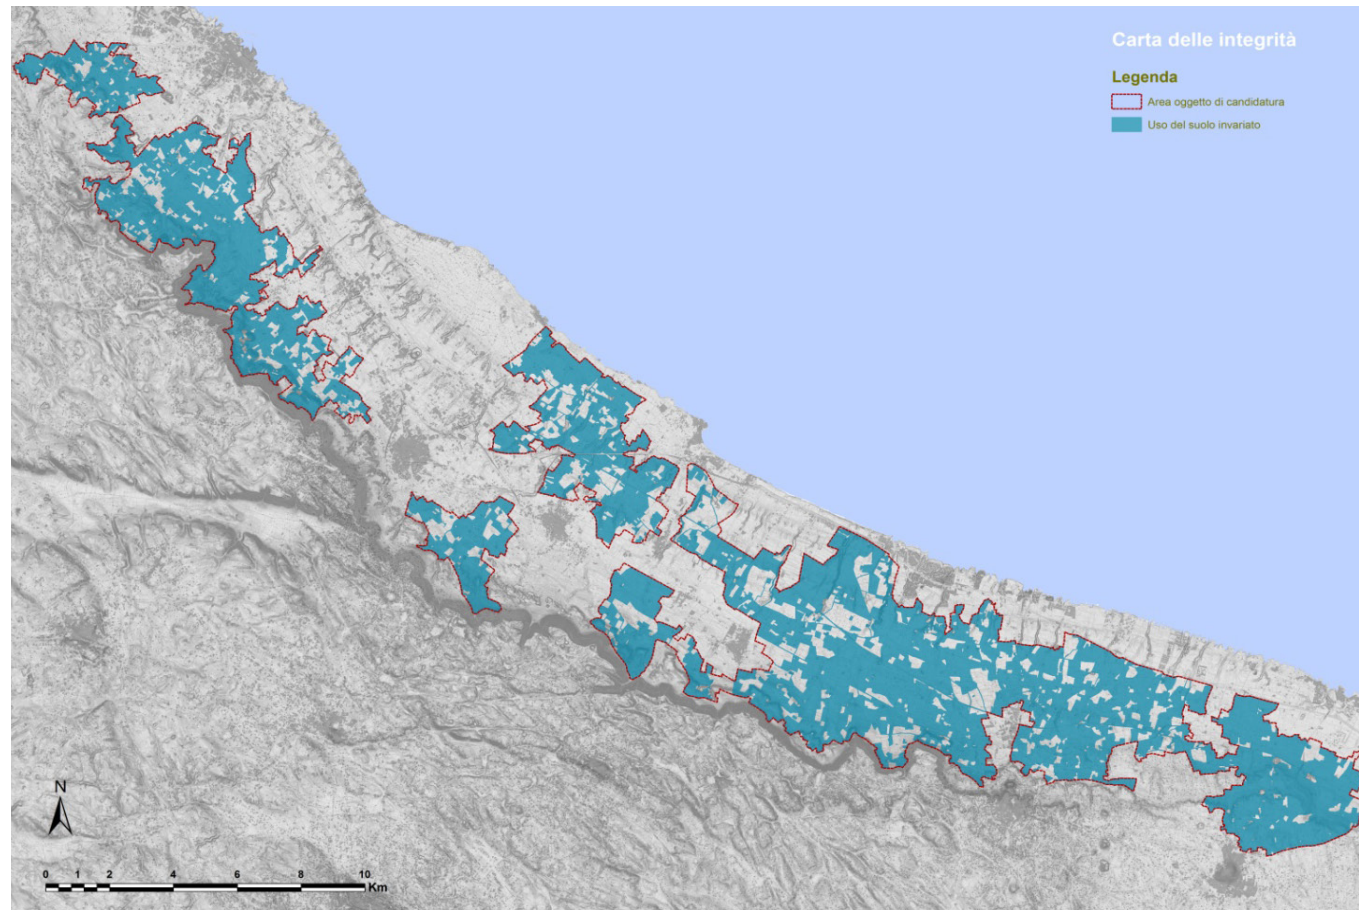 Carta delle integrità
Legenda
Area oggetto di candidatura
Uso del suolo invariato
N
0 1 2 4 6 8 10
Km